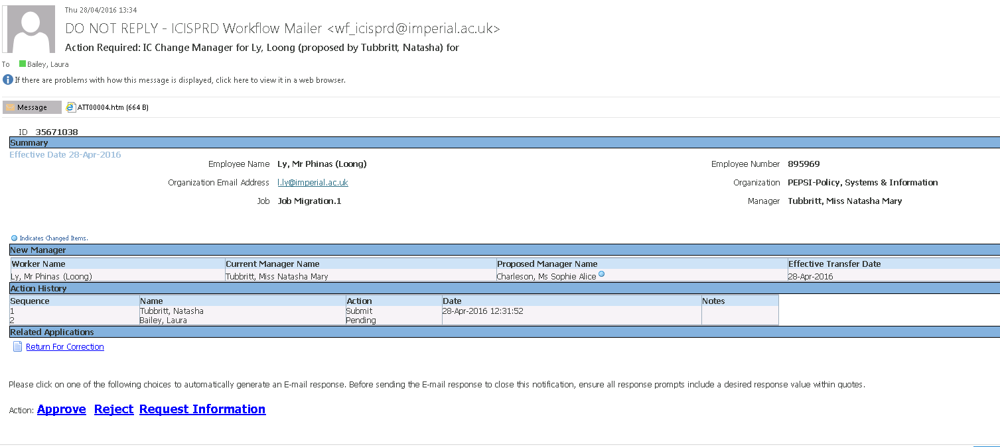 Thu 28/04/2016 13:34
DO NOT REPLY - ICISPRD Workflow Mailer <wf_icisprd@imperial.ac.uk>
Action Required: IC Change Manager for Ly, Loong (proposed by Tubbritt, Natasha) for
To Bailey, Laura
If there are problems with how this message is displayed, click here to view it in a web browser.
Message ATT00004.htm (664 B)
ID 35671038
Summary
Effective Date 28-Apr-2016
Employee Name Ly, Mr Phinas (Loong) Employee Number 895969
Organization Email Address l.ly@imperial.ac.uk Organization PEPSI-Policy, Systems & Information
Job Job Migration.1 Manager Tubbritt, Miss Natasha Mary
Indicates Changed Items.
New Manager
Worker Name Current Manager Name Proposed Manager Name Effective Transfer Date
Ly, Mr Phinas (Loong) Tubbritt, Miss Natasha Mary Charleson, Ms Sophie Alice 28-Apr-2016
Action History
Sequence Name Action Date Notes
1 Tubbritt, Natasha Submit 28-Apr-2016 12:31:52
2 Bailey, Laura Pending
Related Applications
Return For Correction
Please click on one of the following choices to automatically generate an E-mail response. Before sending the E-mail response to close this notification, ensure all response prompts include a desired response value within quotes.
Action: Approve Reject Request Information